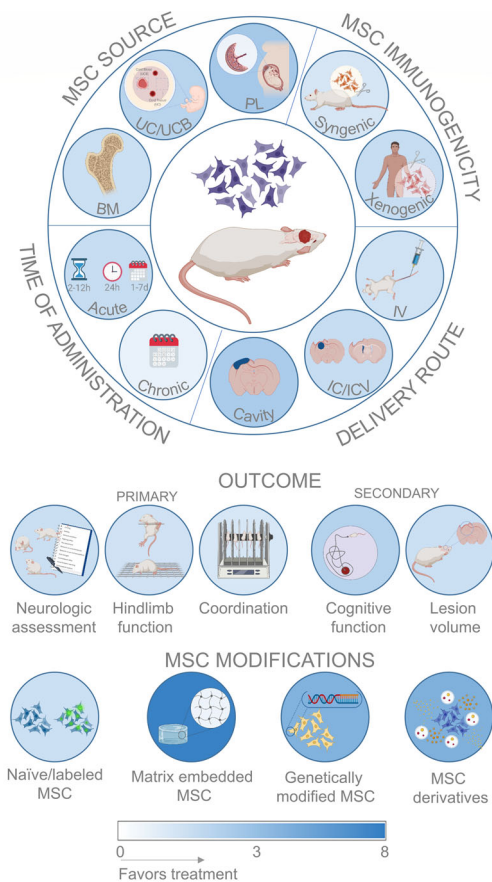 MSC SOURCE
MSC IMMUNOGENICITY
PL
UC/UCB
Syngenic
BM
Xenogenic
TIME OF ADMINISTRATION
2-12h
24h
1-7d
Acute
IV
Chronic
Cavity
IC/ICV
DELIVERY ROUTE
OUTCOME
PRIMARY
SECONDARY
Neurologic
assessment
Hindlimb
function
Coordination
Cognitive
function
Lesion
volume
MSC MODIFICATIONS
Naïve/labeled
MSC
Matrix embedded
MSC
Genetically
modified MSC
MSC
derivatives
0
3
8
Favors treatment